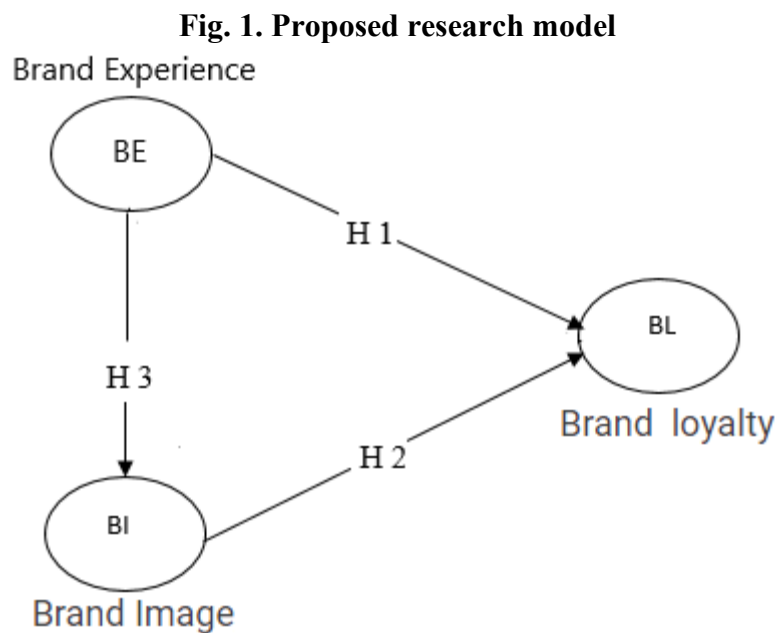 Fig. 1. Proposed research model
Brand Experience
BE
H 1
BL
Brand loyalty
H 3
H 2
BI
Brand Image